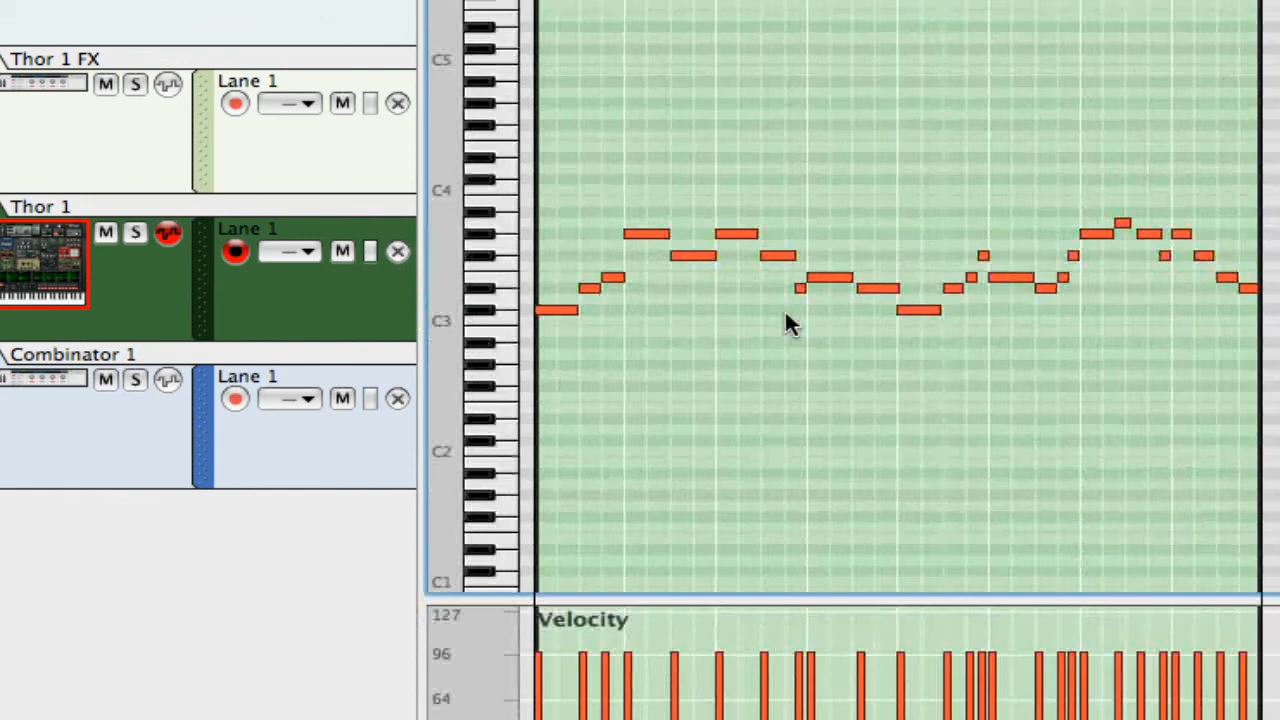 Thor 1 FX
M S
Lane 1
— M
Thor 1
M S
Lane 1
— M
Combinator 1
M S
Lane 1
— M
C5
C4
C3
C2
C1
127
Velocity
96
64